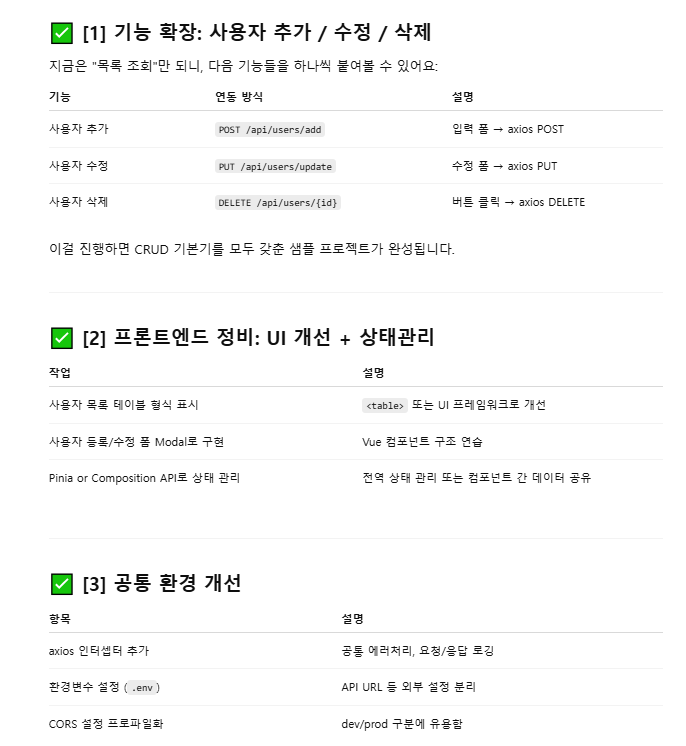 ✅ [1] 기능 확장: 사용자 추가 / 수정 / 삭제
지금은 "목록 조회"만 되니, 다음 기능들을 하나씩 붙여볼 수 있어요:
기능 연동 방식 설명
사용자 추가 POST /api/users/add 입력 폼 → axios POST
사용자 수정 PUT /api/users/update 수정 폼 → axios PUT
사용자 삭제 DELETE /api/users/{id} 버튼 클릭 → axios DELETE
이걸 진행하면 CRUD 기본기를 모두 갖춘 샘플 프로젝트가 완성됩니다.
✅ [2] 프론트엔드 정비: UI 개선 + 상태관리
작업 설명
사용자 목록 테이블 형식 표시 <table> 또는 UI 프레임워크로 개선
사용자 등록/수정 폼 Modal로 구현 Vue 컴포넌트 구조 연습
Pinia or Composition API로 상태 관리 전역 상태 관리 또는 컴포넌트 간 데이터 공유
✅ [3] 공통 환경 개선
항목 설명
axios 인터셉터 추가 공통 에러처리, 요청/응답 로깅
환경변수 설정 (.env) API URL 등 외부 설정 분리
CORS 설정 프로파일화 dev/prod 구분에 유용함